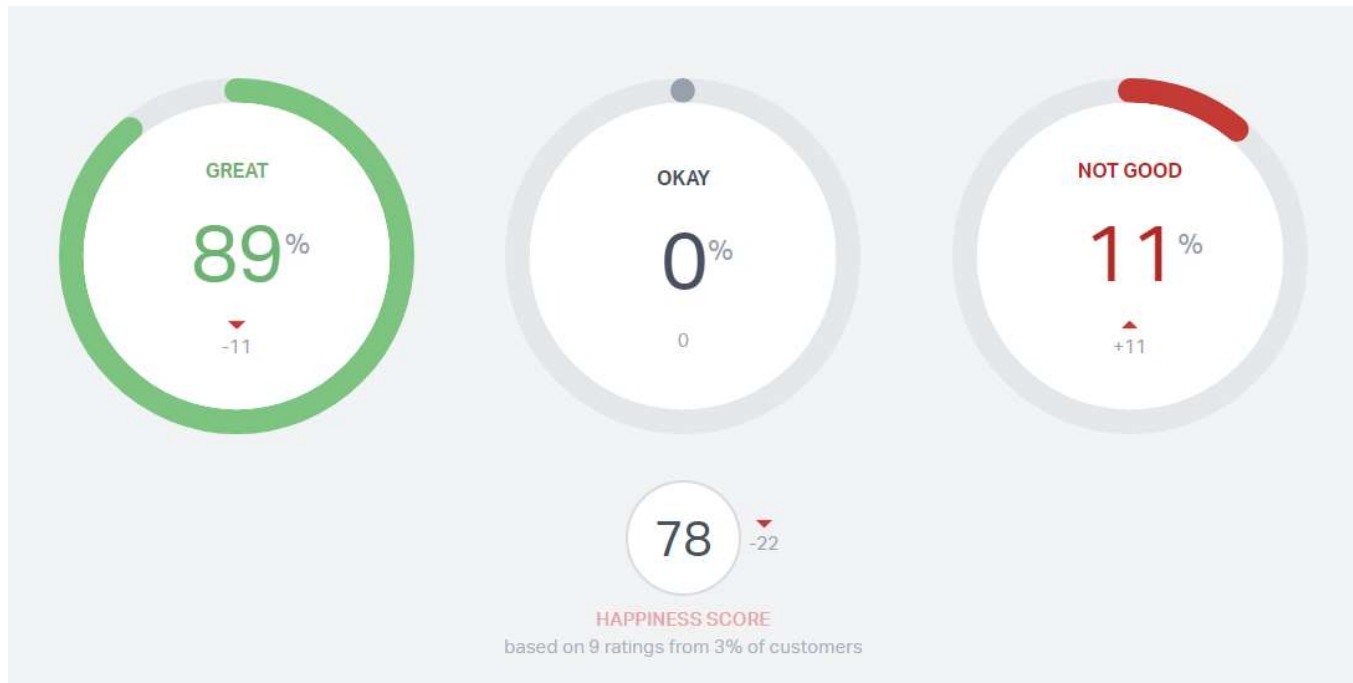 GREAT
89%
-11
OKAY
0%
0
NOT GOOD
11%
+11
78
-22
HAPPINESS SCORE
based on 9 ratings from 3% of customers